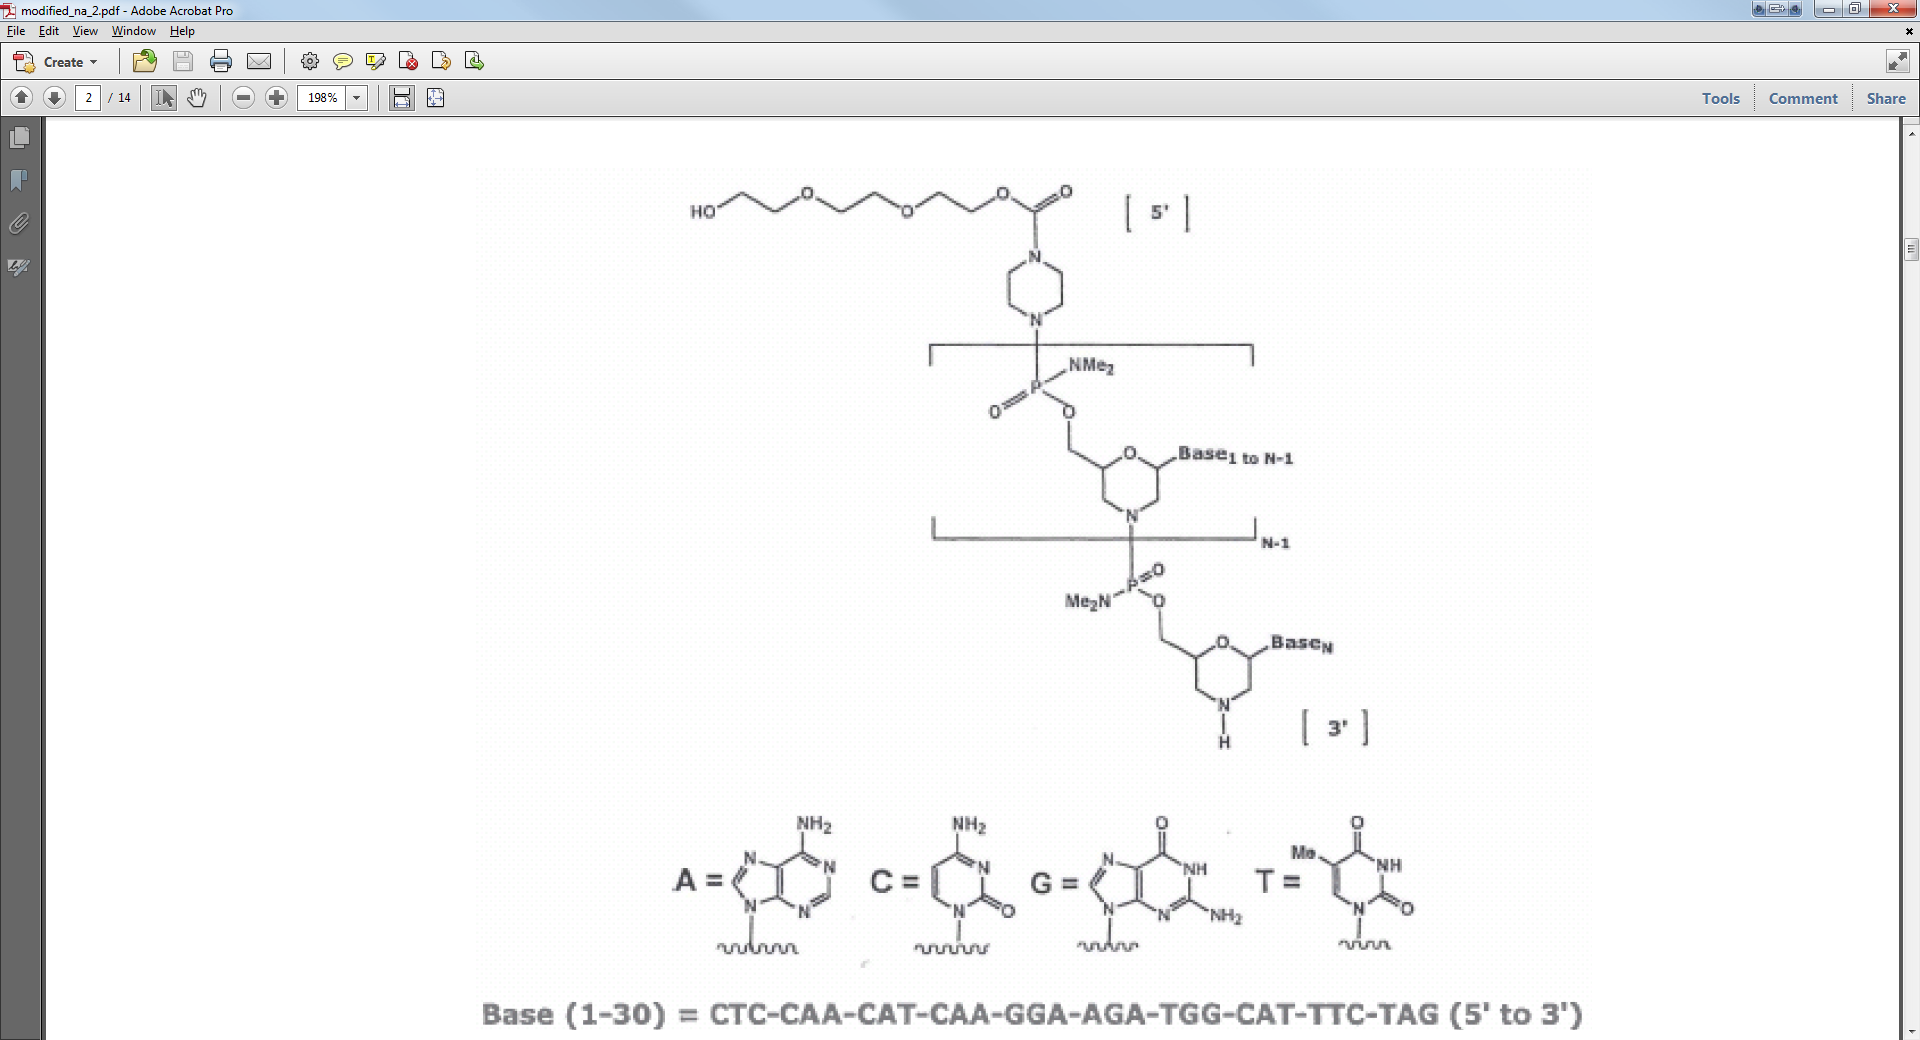 modified_na_2.pdf - Adobe Acrobat Pro
File Edit View Window Help
Create
2 / 14 198% Tools Comment Share
HO O O O O [ 5' ]
N
N
NMe2
P
O O
O Base1 to N-1
N
N-1
O
P
Me2N O
O BaseN
N
H
[ 3' ]
A = NH2 N N N N
C = NH2 N N O
G = O N NH N N NH2
T = O Me NH N O
Base (1-30) = CTC-CAA-CAT-CAA-GGA-AGA-TGG-CAT-TTC-TAG (5' to 3')